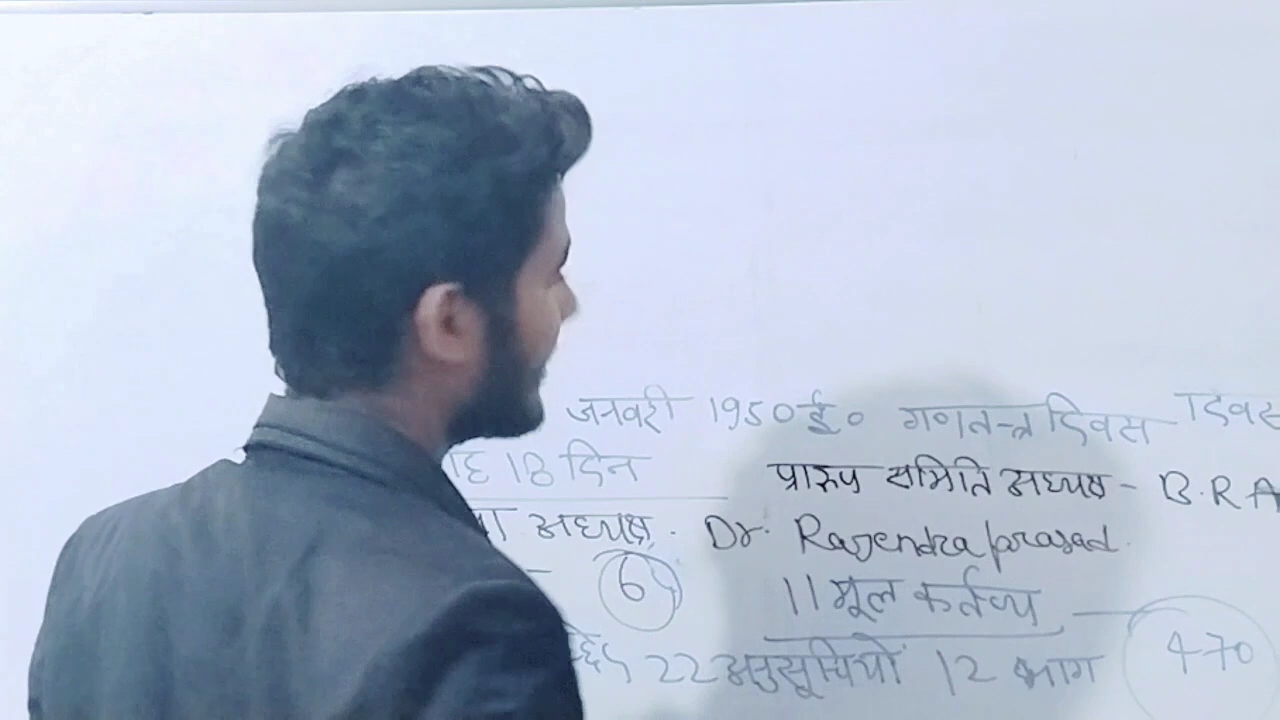 जनवरी 1950 ई० गणतन्त्र दिवस
18 दिन
प्रारुप समिति अध्यक्ष - B.R.A
अध्यक्ष. Dr. Rajendra prasad.
6
11 मूल कर्तव्य
22 अनुसूचियों 12 भाग 470